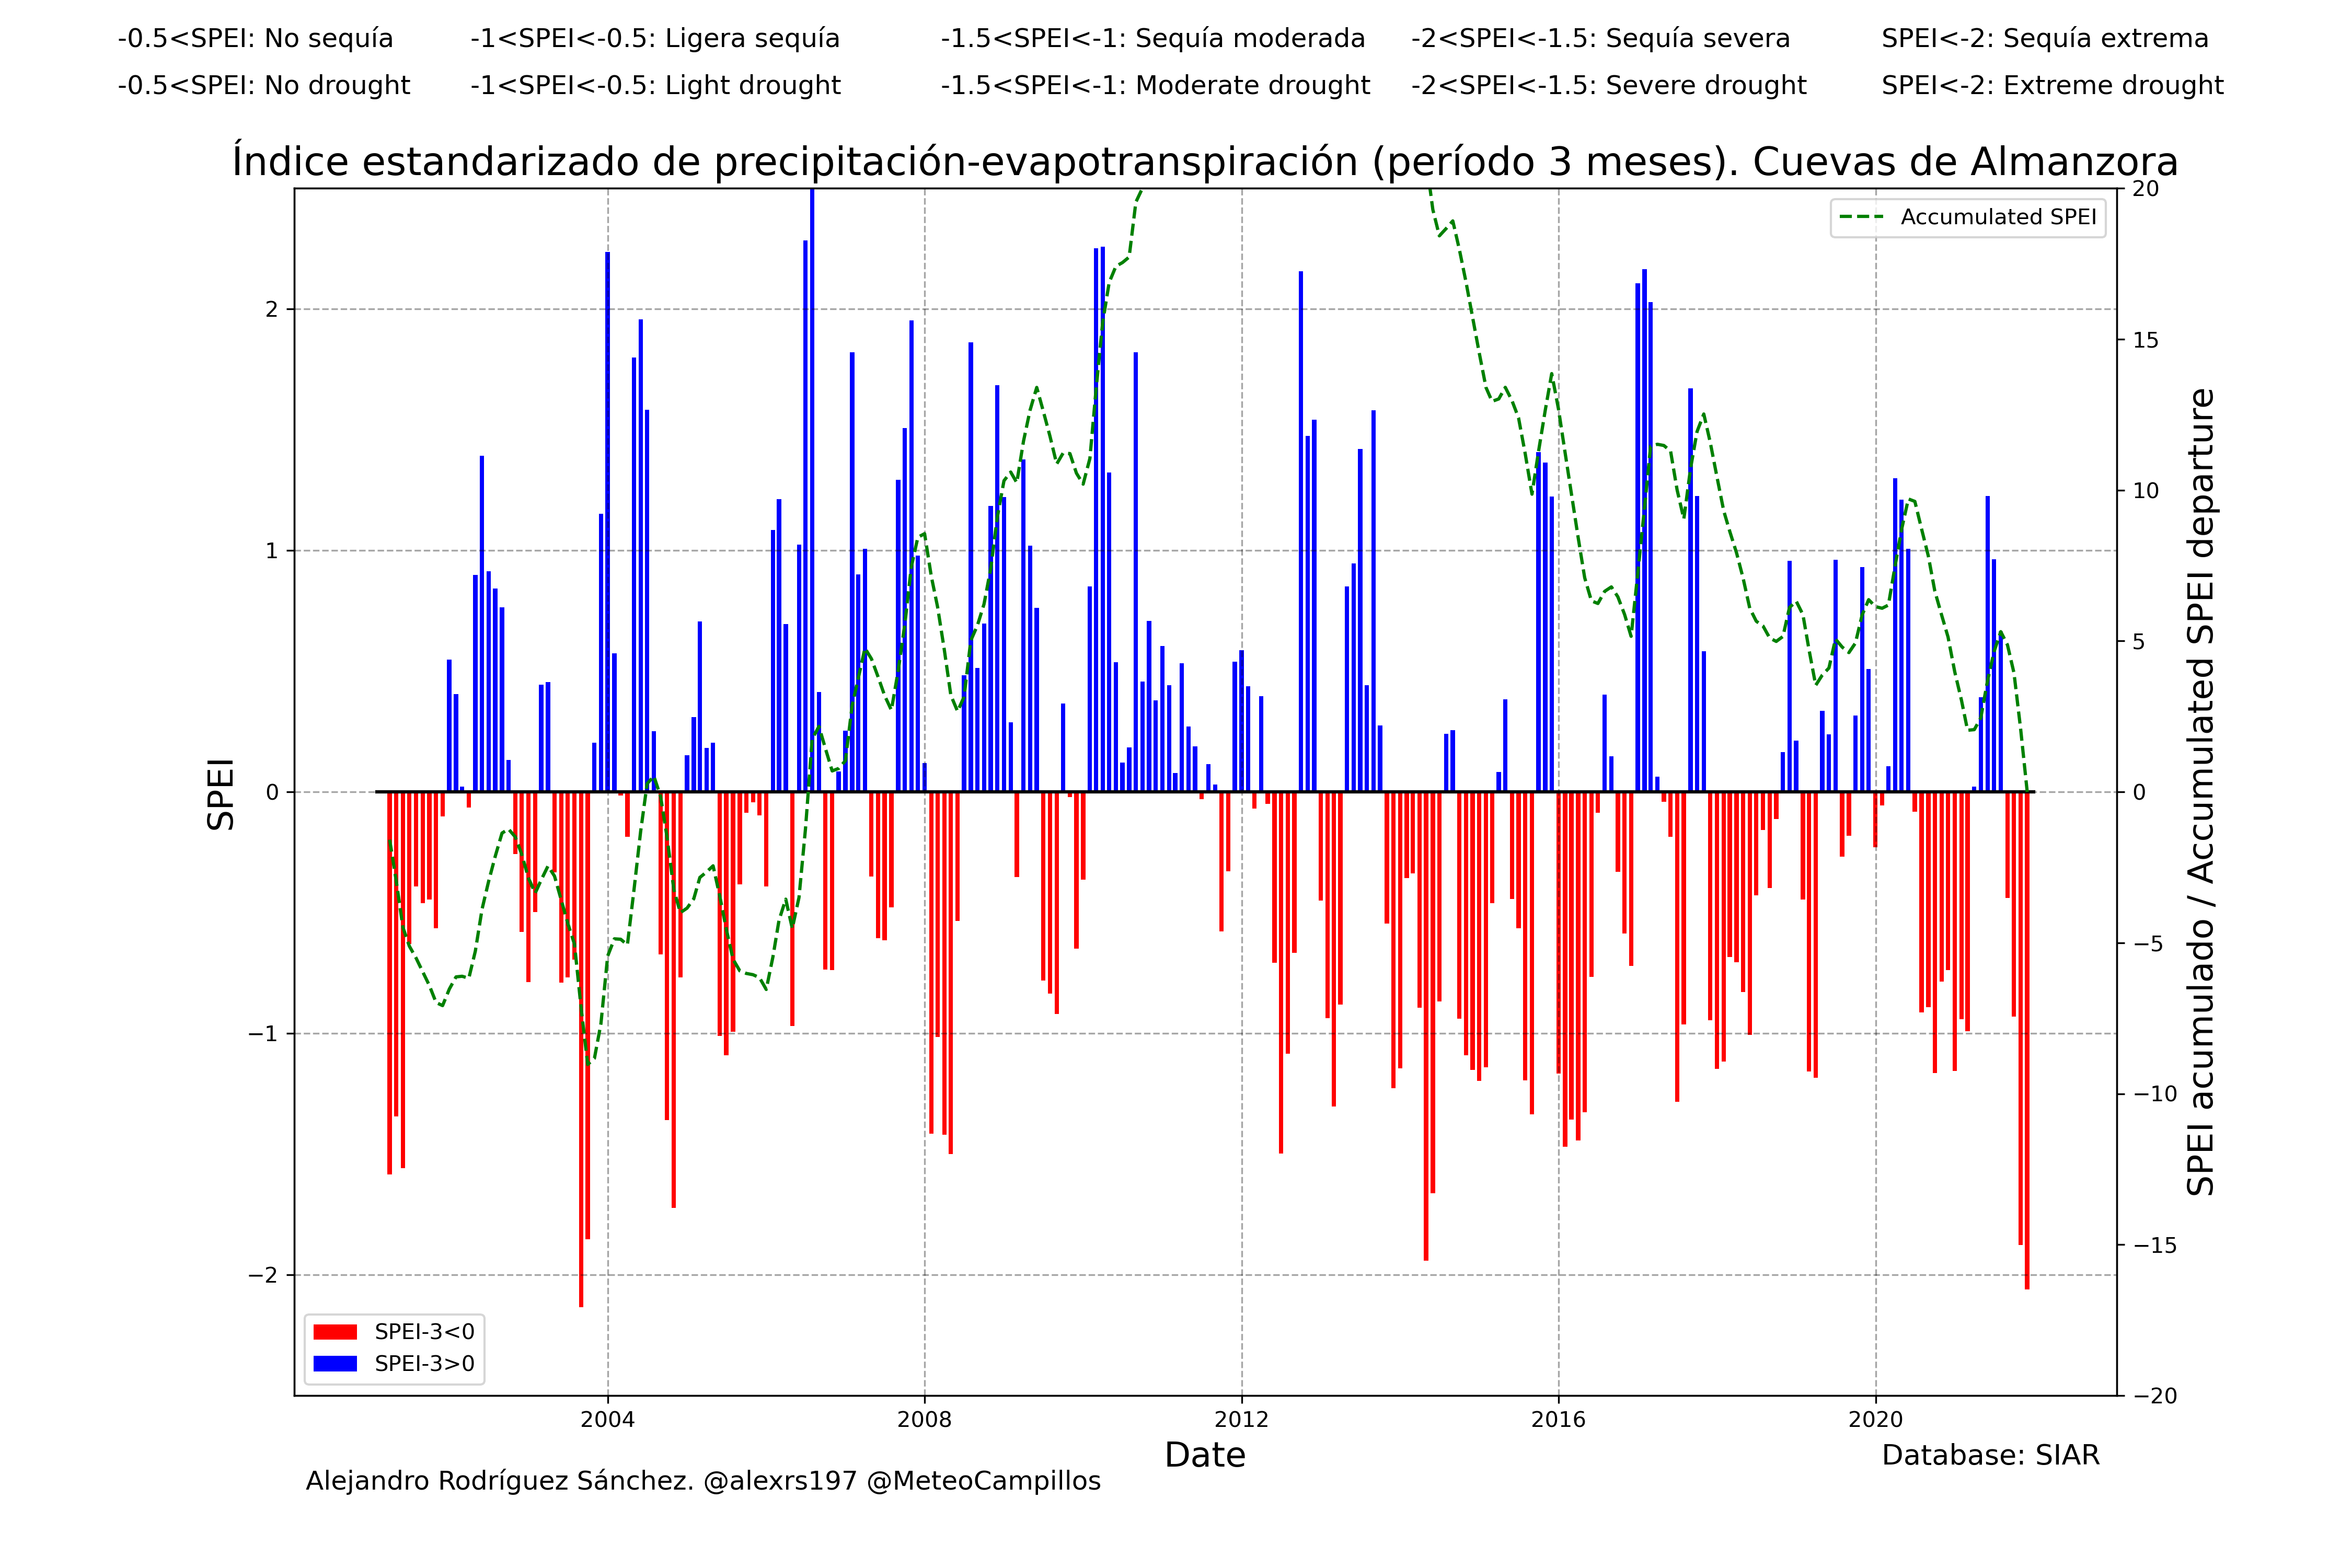 -0.5<SPEI: No sequía -1<SPEI<-0.5: Ligera sequía -1.5<SPEI<-1: Sequía moderada -2<SPEI<-1.5: Sequía severa SPEI<-2: Sequía extrema
-0.5<SPEI: No drought -1<SPEI<-0.5: Light drought -1.5<SPEI<-1: Moderate drought -2<SPEI<-1.5: Severe drought SPEI<-2: Extreme drought
Índice estandarizado de precipitación-evapotranspiración (período 3 meses). Cuevas de Almanzora
Accumulated SPEI
2
1
0
−1
−2
SPEI
20
15
10
5
0
−5
−10
−15
−20
SPEI acumulado / Accumulated SPEI departure
SPEI-3<0
SPEI-3>0
2004 2008 2012 2016 2020
Date
Database: SIAR
Alejandro Rodríguez Sánchez. @alexrs197 @MeteoCampillos